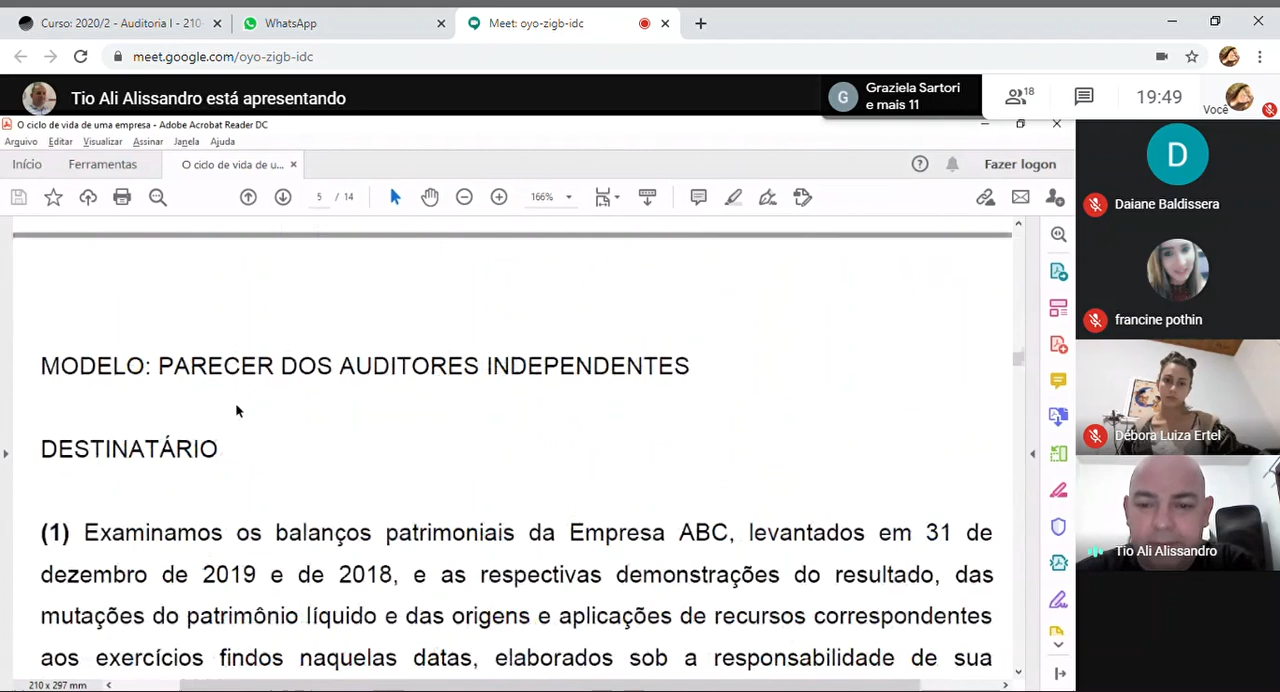 Curso: 2020/2 - Auditoria I - 210
WhatsApp
Meet: oyo-zigb-idc
meet.google.com/oyo-zigb-idc
Tio Ali Alissandro está apresentando
G
Graziela Sartori
e mais 11
18
19:49
Você
O ciclo de vida de uma empresa - Adobe Acrobat Reader DC
Arquivo Editar Visualizar Assinar Janela Ajuda
Início Ferramentas O ciclo de vida de u... Fazer logon
5 / 14 166%
D
Daiane Baldissera
francine pothin
Débora Luiza Ertel
Tio Ali Alissandro
MODELO: PARECER DOS AUDITORES INDEPENDENTES
DESTINATÁRIO
(1) Examinamos os balanços patrimoniais da Empresa ABC, levantados em 31 de
dezembro de 2019 e de 2018, e as respectivas demonstrações do resultado, das
mutações do patrimônio líquido e das origens e aplicações de recursos correspondentes
aos exercícios findos naquelas datas, elaborados sob a responsabilidade de sua
210 x 297 mm